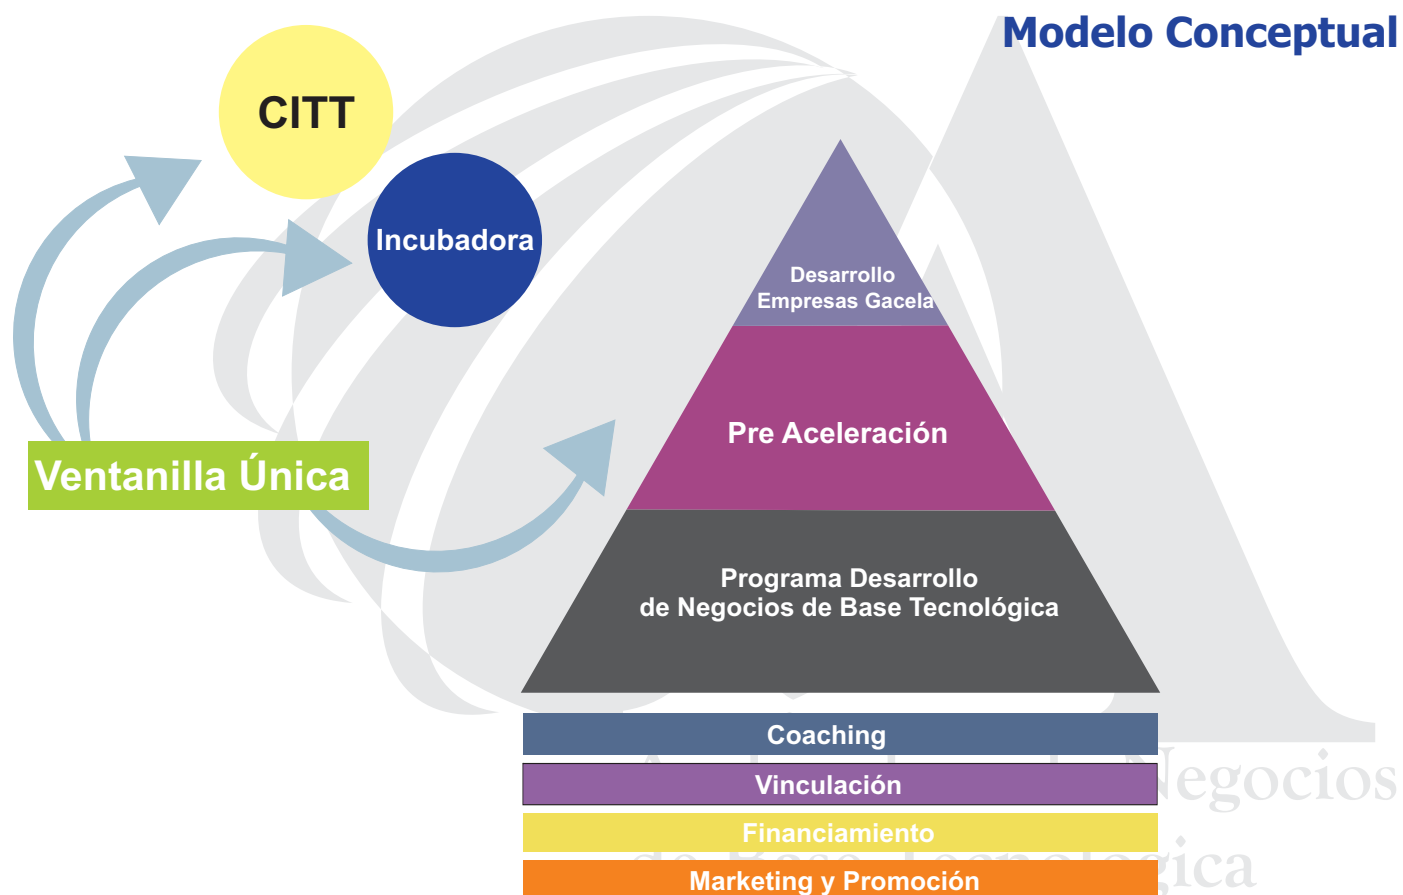 Modelo Conceptual
CITT
Incubadora
Desarrollo
Empresas Gacela
Pre Aceleración
Ventanilla Única
Programa Desarrollo
de Negocios de Base Tecnológica
Coaching
Negocios
Vinculación
Financiamiento
Marketing y Promoción